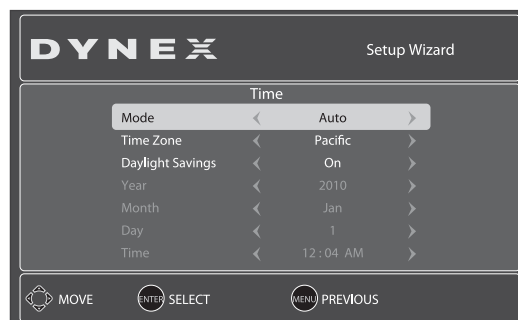 DYNEX
Setup Wizard
Time
Mode Auto
Time Zone Pacific
Daylight Savings On
Year 2010
Month Jan
Day 1
Time 12 : 04 AM
MOVE ENTER SELECT MENU PREVIOUS